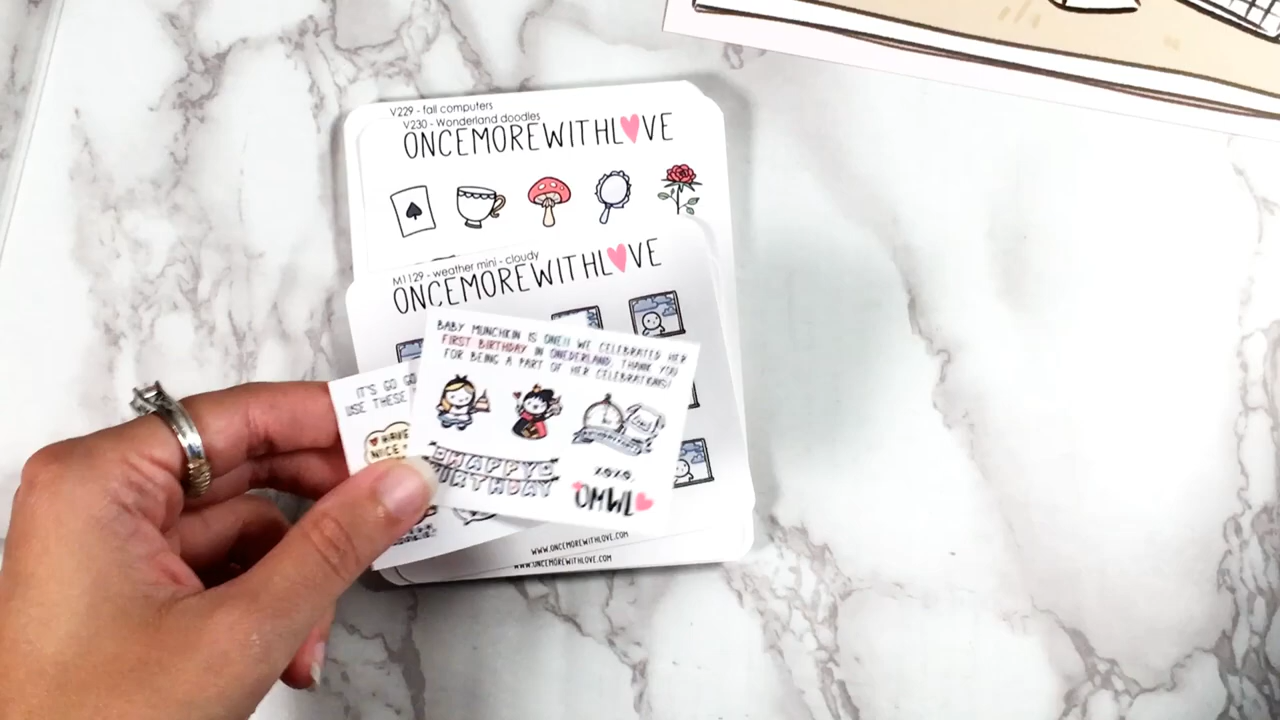 V229 - fall computers
V230 - Wonderland doodles
ONCEMOREWITHLOVE
M1129 - weather mini - cloudy
ONCEMOREWITHLOVE
BABY MUNCHKIN IS ONE!! WE CELEBRATED HER
FIRST BIRTHDAY IN ONEDERLAND. THANK YOU
FOR BEING A PART OF HER CELEBRATIONS!
IT'S GO
USE THESE
HAVE
NICE
HAPPY
BIRTHDAY
XOXO,
OMWL
WWW.ONCEMOREWITHLOVE.COM
WWW.ONCEMOREWITHLOVE.COM